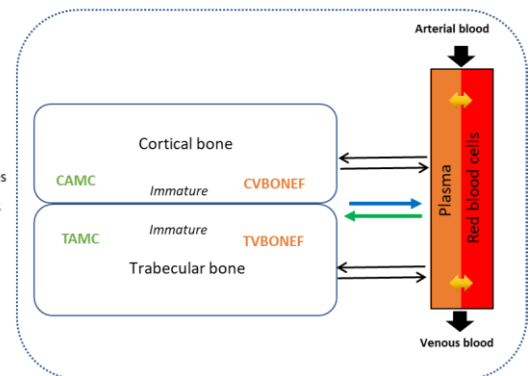 Arterial blood
Cortical bone
CAMC
Immature
CVBONEF
Immature
TAMC
TVBONEF
Trabecular bone
Plasma
Red blood cells
Venous blood